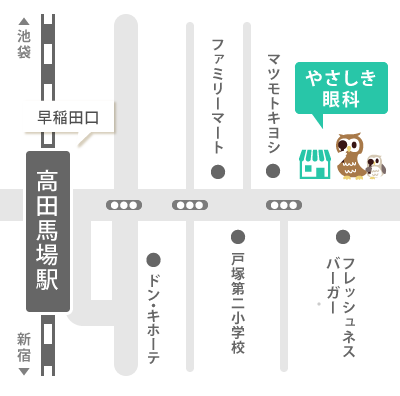 池袋
早稲田口
高田馬場駅
新宿
ファミリーマート
マツモトキヨシ
やさしき
眼科
ドン・キホーテ
戸塚第二小学校
フレッシュネス
バーガー